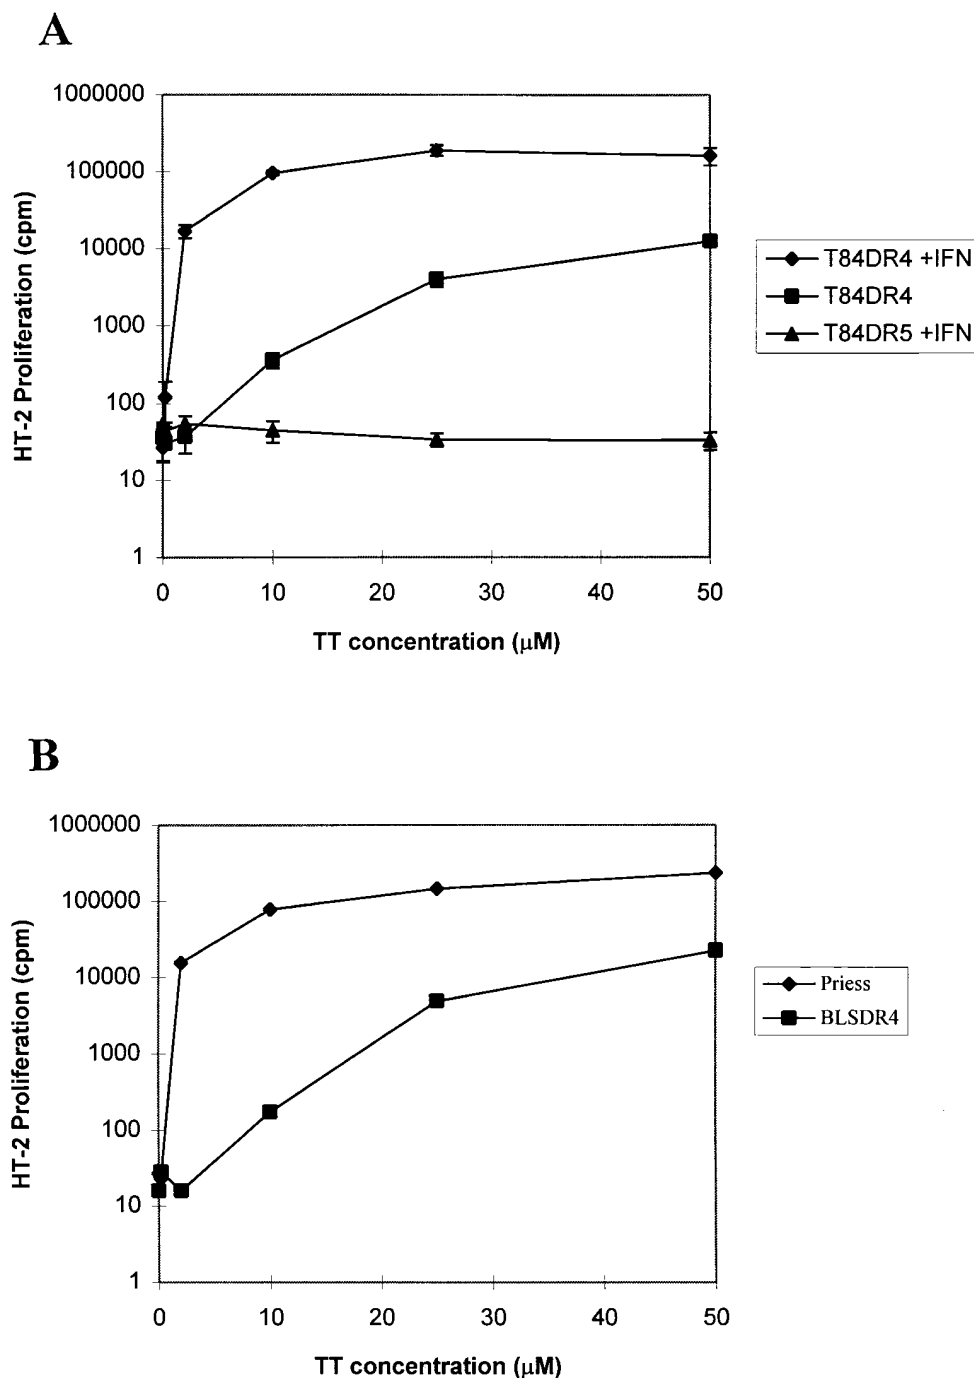 A
1000000
100000
10000
1000
100
10
1
HT-2 Proliferation (cpm)
0
10
20
30
40
50
TT concentration (μM)
T84DR4 +IFN
T84DR4
T84DR5 +IFN
B
1000000
100000
10000
1000
100
10
1
HT-2 Proliferation (cpm)
0
10
20
30
40
50
TT concentration (μM)
Priess
BLSDR4